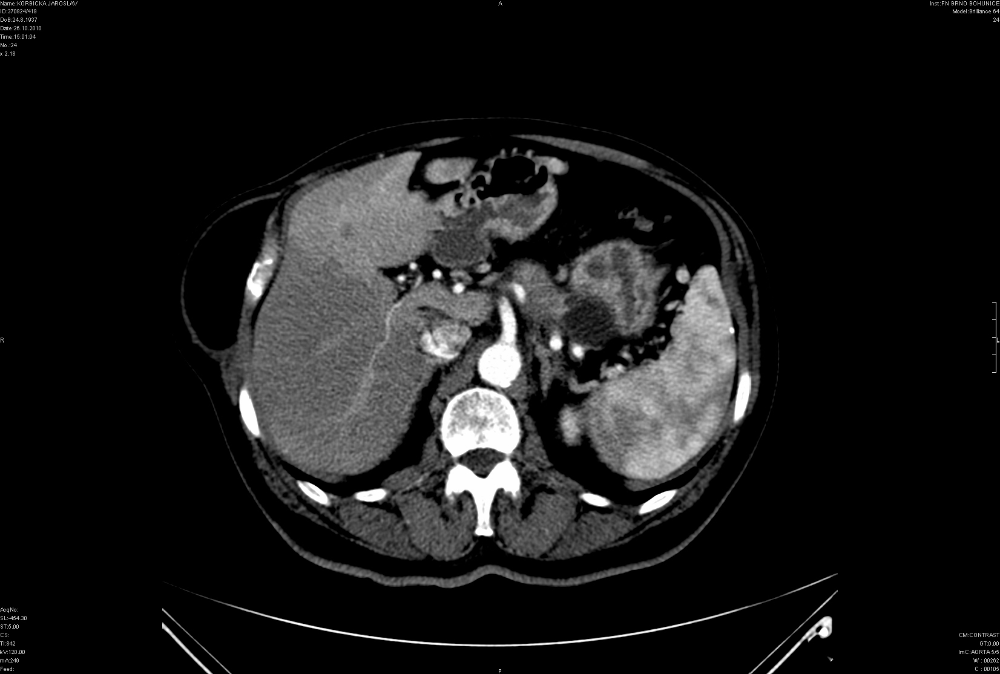 Name:KORBICKA JAROSLAV
ID:370824/419
DoB:24.8.1937
Date:26.10.2010
Time:15:01:04
No.:24
x 2.18
A
Inst:FN BRNO BOHUNICE
Model:Brilliance 64
24
R
L
AcqNo:
SL:-454.30
ST:5.00
CS:
TI:842
kV:120.00
mA:249
Feed:
P
CM:CONTRAST
GT:0.00
ImC:AORTA 5/5
W : 00262
C : 00105